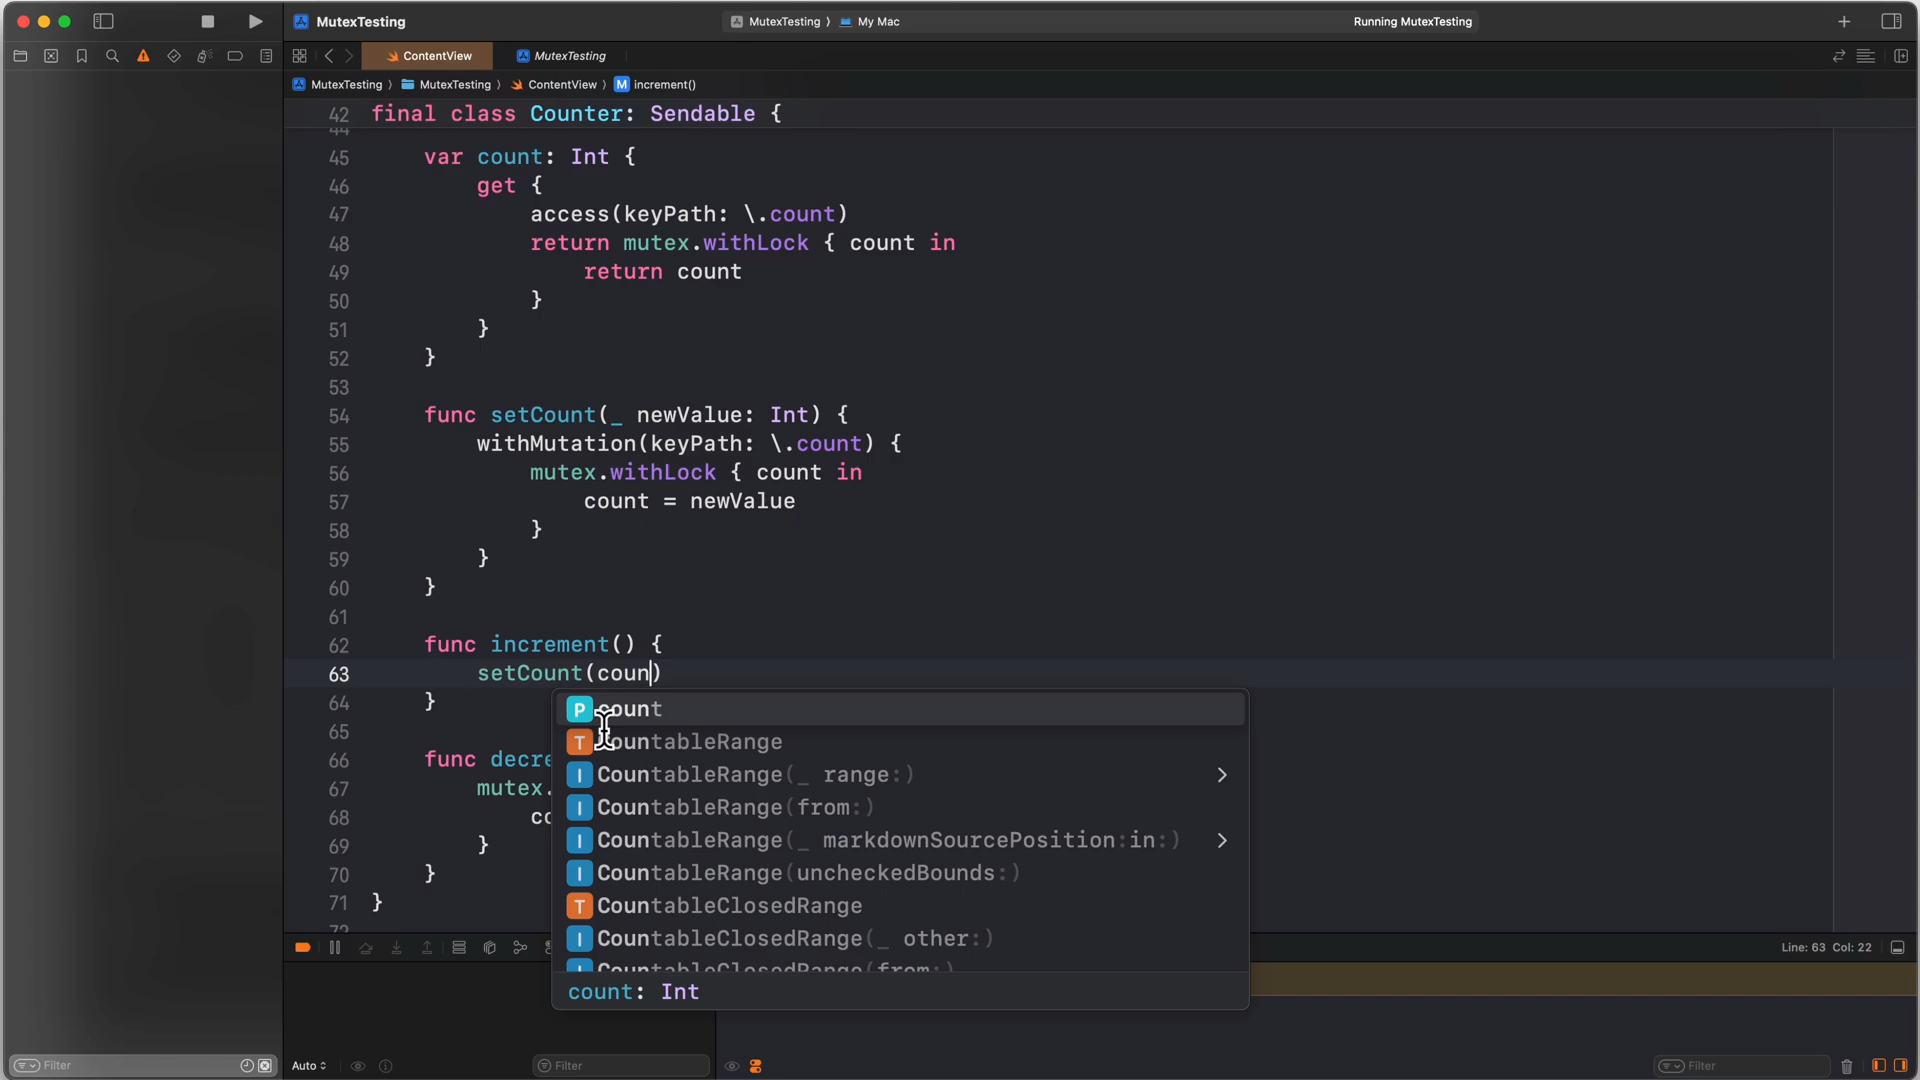 MutexTesting
MutexTesting 〉 My Mac
Running MutexTesting
ContentView
MutexTesting
MutexTesting 〉 MutexTesting 〉 ContentView 〉 M increment()
42 final class Counter: Sendable {
44
45 var count: Int {
46 get {
47 access(keyPath: \.count)
48 return mutex.withLock { count in
49 return count
50 }
51 }
52 }
53
54 func setCount(_ newValue: Int) {
55 withMutation(keyPath: \.count) {
56 mutex.withLock { count in
57 count = newValue
58 }
59 }
60 }
61
62 func increment() {
63 setCount(coun)
64 }
65
66 func decre
67 mutex.
68 co
69 }
70 }
71 }
72
P count
T CountableRange
I CountableRange(_ range:)
I CountableRange(from:)
I CountableRange(_ markdownSourcePosition:in:)
I CountableRange(uncheckedBounds:)
T CountableClosedRange
I CountableClosedRange(_ other:)
I CountableClosedRange(from:)
count: Int
Line: 63 Col: 22
Filter
Auto
Filter
Filter